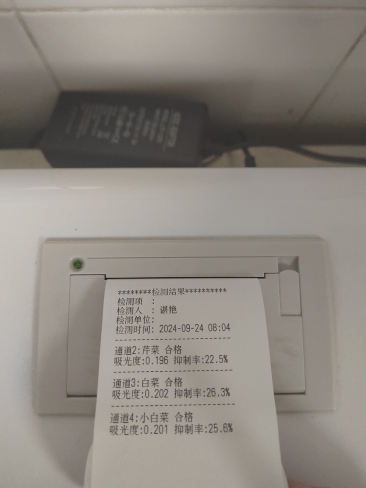 ********检测结果**********
检测项  :
检测人  : 谌艳
检测单位:
检测时间: 2024-09-24 08:04
--------------------------
通道2:芹菜 合格
吸光度:0.196 抑制率:22.5%
--------------------------
通道3:白菜 合格
吸光度:0.202 抑制率:26.3%
--------------------------
通道4:小白菜 合格
吸光度:0.201 抑制率:25.6%
--------------------------